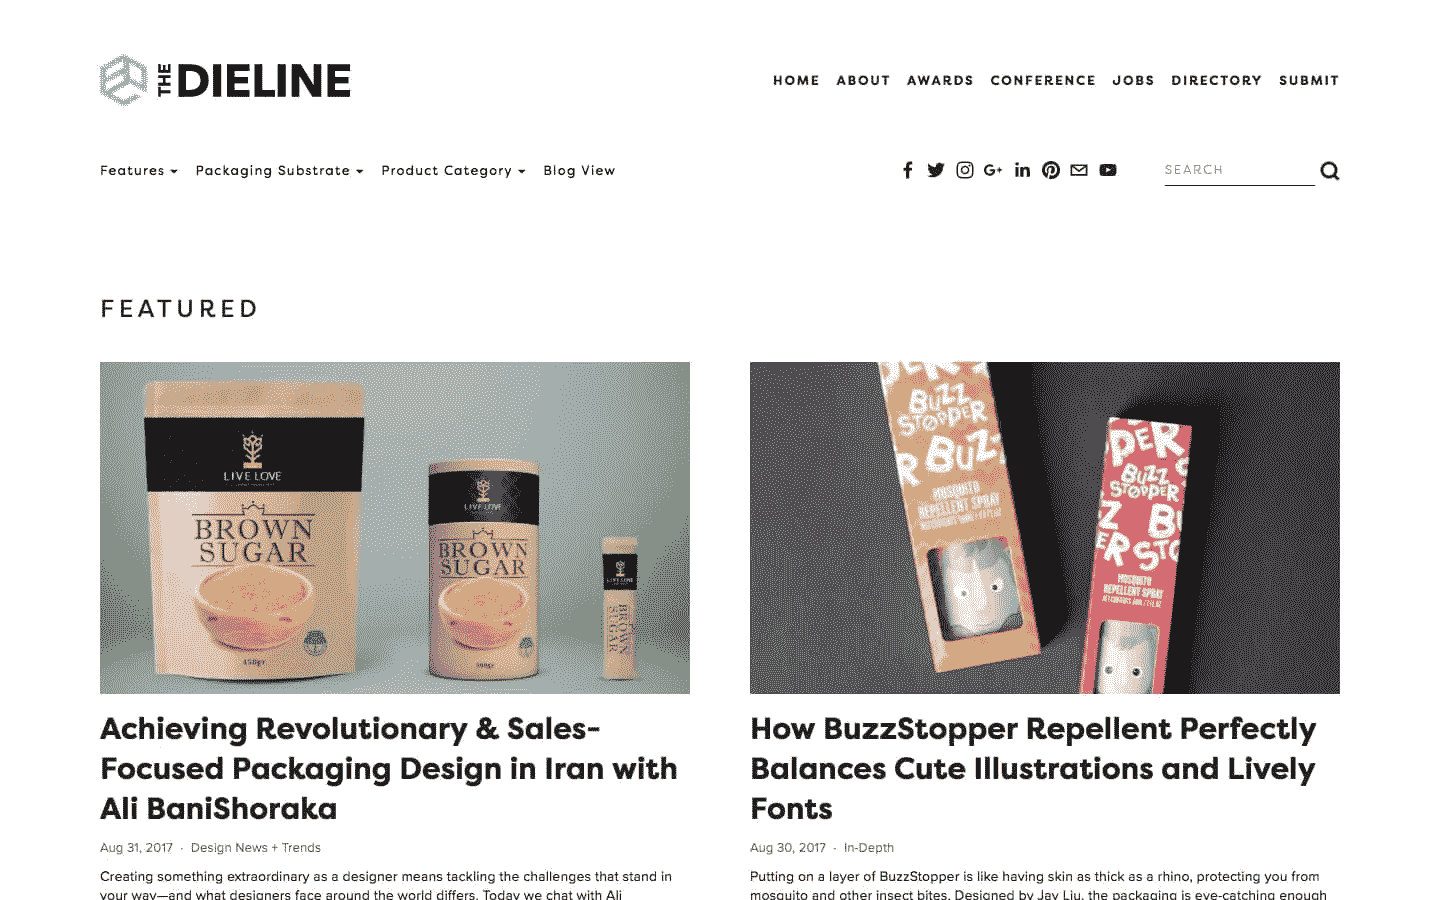 THE DIELINE
HOME ABOUT AWARDS CONFERENCE JOBS DIRECTORY SUBMIT
Features Packaging Substrate Product Category Blog View
SEARCH
FEATURED
LIVE LOVE
BROWN
SUGAR
450gr
LIVE LOVE
BROWN
SUGAR
LIVE LOVE
BROWN
SUGAR
BUZZ
STOPPER
BUZZ
MOSQUITO
REPELLENT SPRAY
PER
BUZZ
STOPPER
MOSQUITO
REPELLENT SPRAY
Achieving Revolutionary & Sales-
Focused Packaging Design in Iran with
Ali BaniShoraka
Aug 31, 2017 · Design News + Trends
Creating something extraordinary as a designer means tackling the challenges that stand in
your way—and what designers face around the world differs. Today we chat with Ali
How BuzzStopper Repellent Perfectly
Balances Cute Illustrations and Lively
Fonts
Aug 30, 2017 · In-Depth
Putting on a layer of BuzzStopper is like having skin as thick as a rhino, protecting you from
mosquito and other insect bites. Designed by Jay Liu, the packaging is eye-catching enough